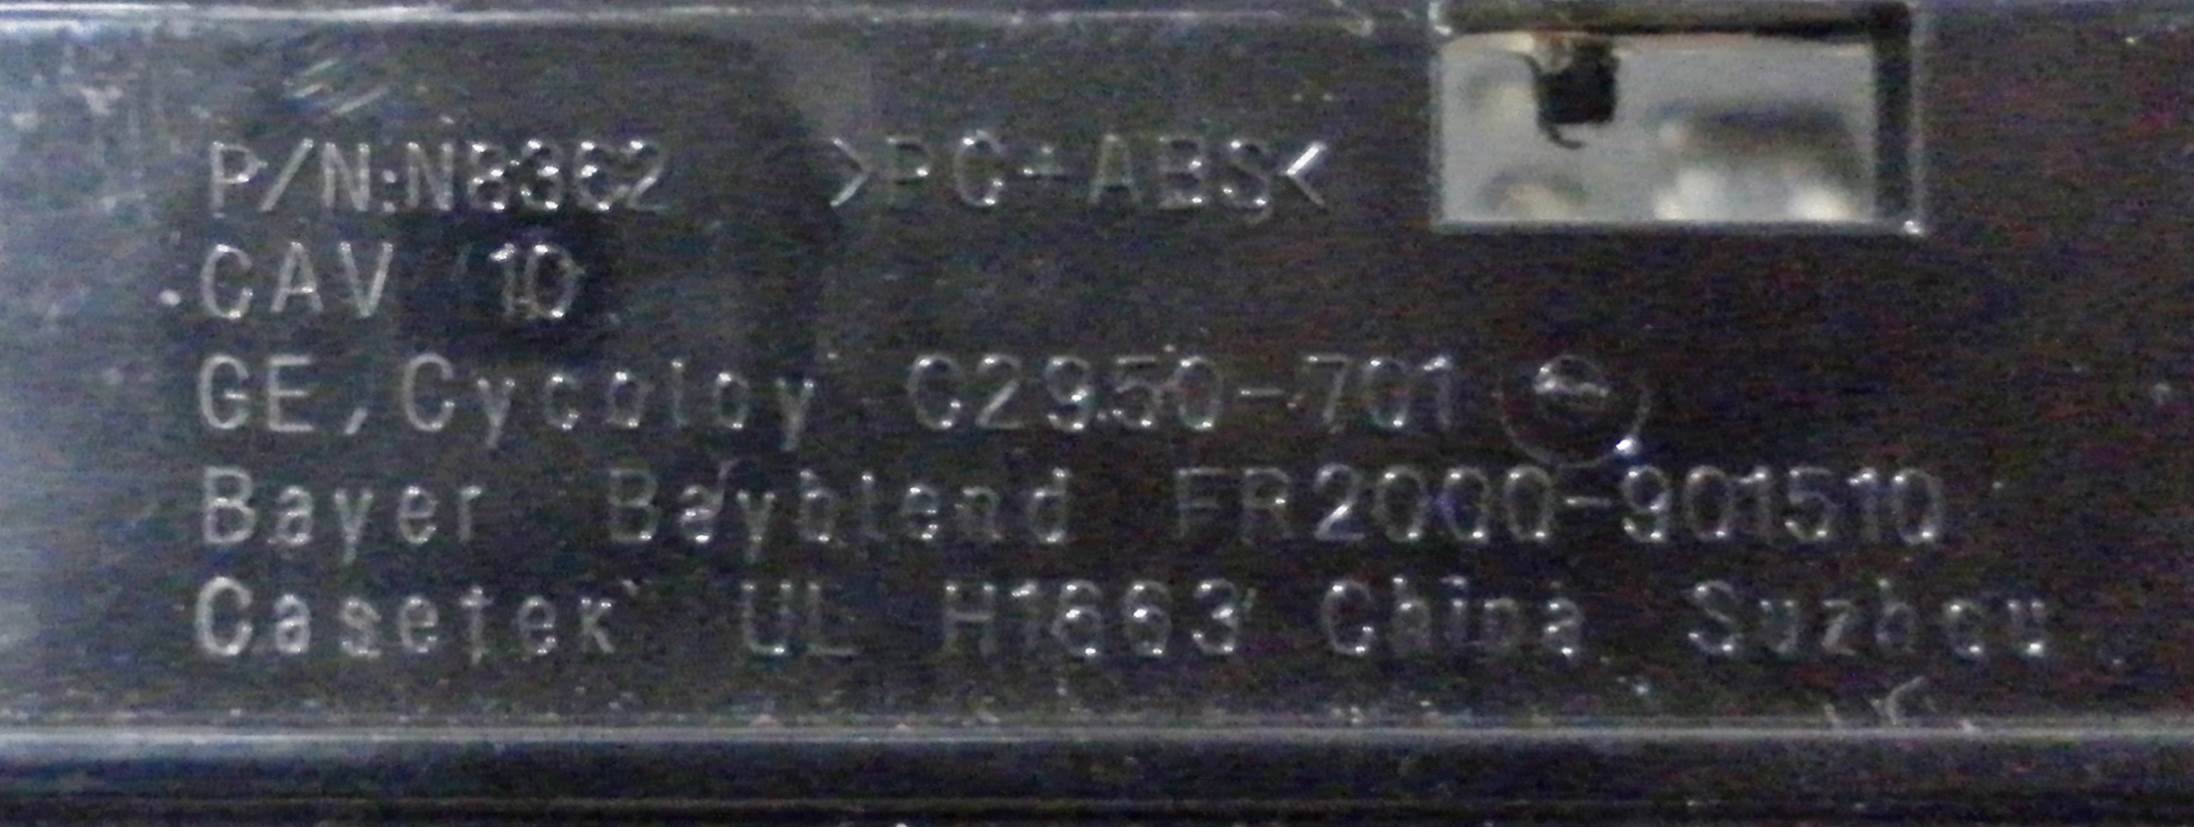 P/N:N8362 >PC+ABS<
CAV 10
GE, Cycoloy C2950-701
Bayer Bayblend FR2000-901510
Casetek UL H1663 China Suzhou